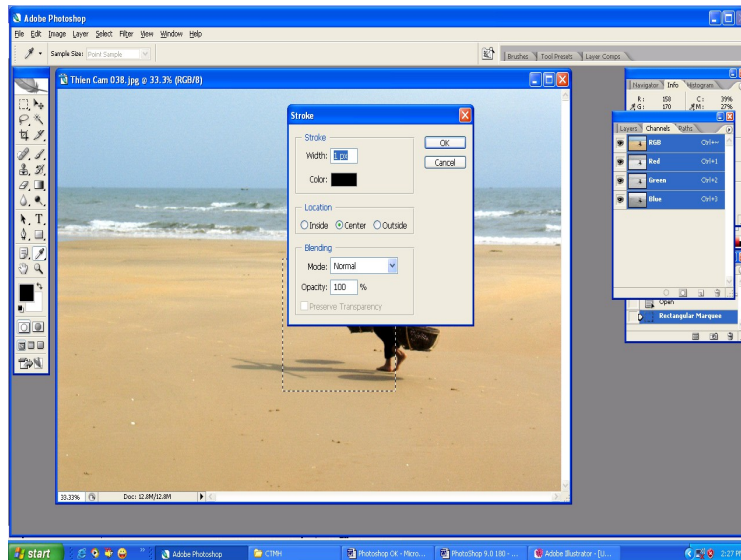 Adobe Photoshop
File Edit Image Layer Select Filter View Window Help
Sample Size: Point Sample
Brushes Tool Presets Layer Comps
Thien Cam 038.jpg @ 33.3% (RGB/8)
Navigator Info Histogram
R: 158 C: 39%
G: 170 M: 27%
Stroke
Stroke
Width: 1 px
Color:
OK
Cancel
Location
Inside Center Outside
Blending
Mode: Normal
Opacity: 100 %
Preserve Transparency
Layers Channels Paths
RGB Ctrl+~
Red Ctrl+1
Green Ctrl+2
Blue Ctrl+3
Open
Rectangular Marquee
33.33% Doc: 12.8M/12.8M
start Adobe Photoshop CTMH Photoshop OK - Micro... PhotoShop 9.0 180 - ... Adobe Illustrator - [U... 2:27 PM